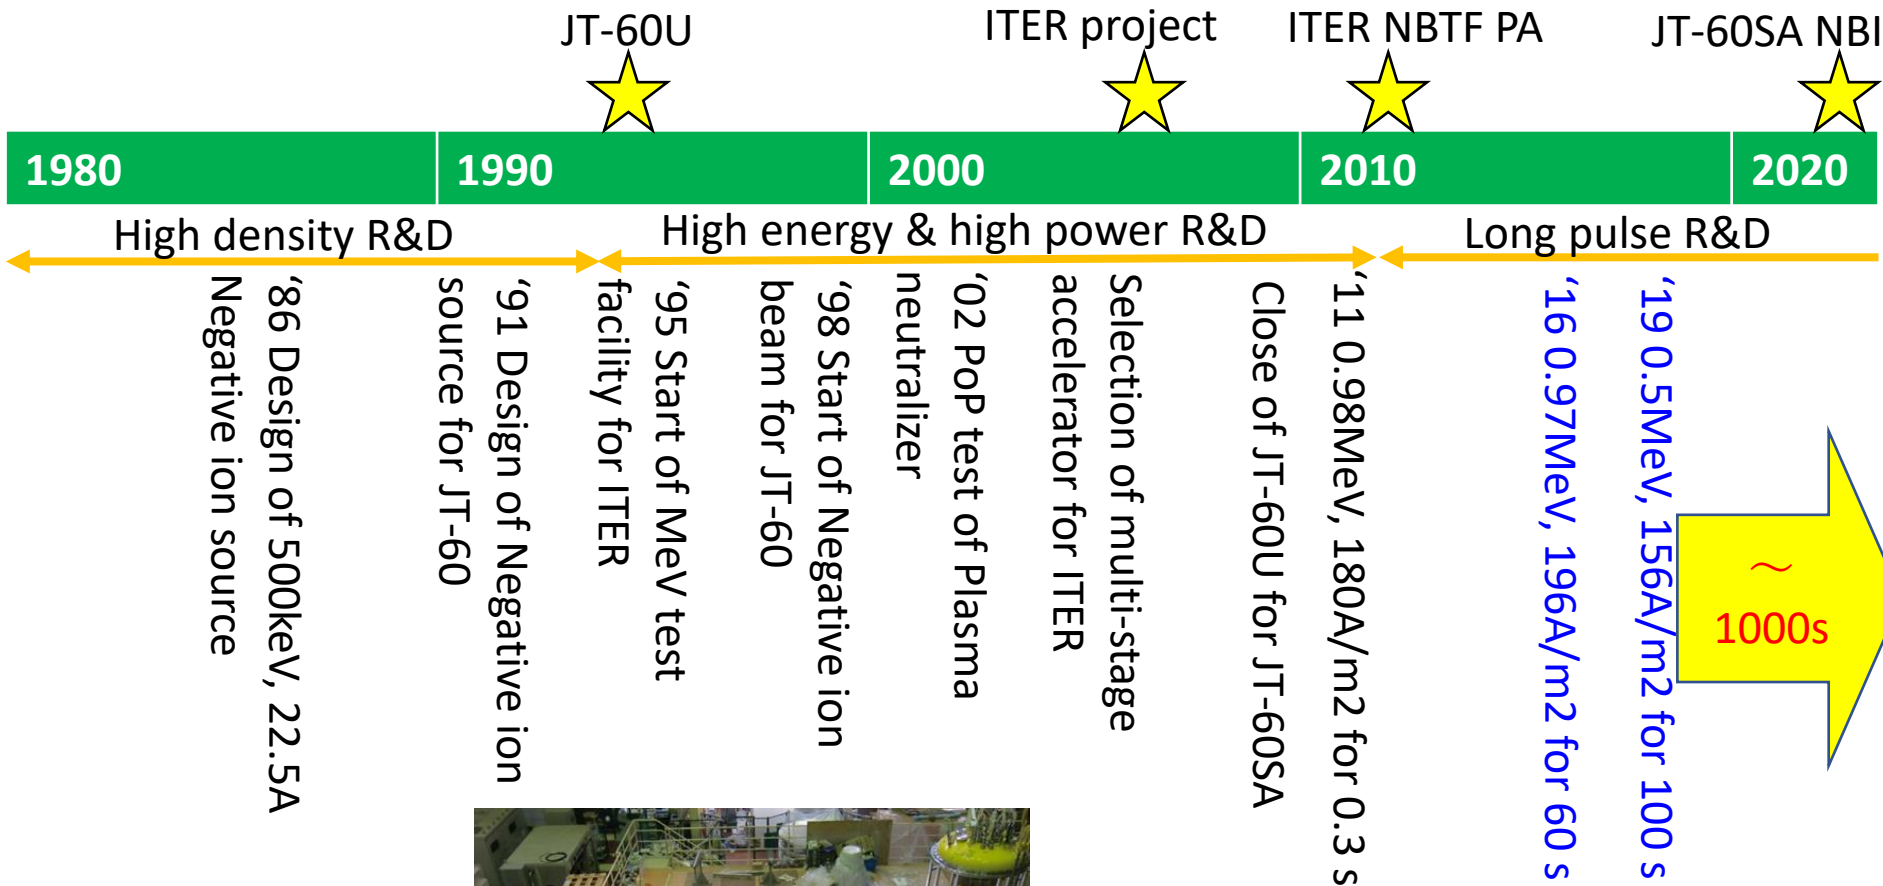 JT-60U
ITER project
ITER NBTF PA
JT-60SA NBI
1980
1990
2000
2010
2020
High density R&D
High energy & high power R&D
Long pulse R&D
‘86 Design of 500keV, 22.5A
Negative ion source
‘91 Design of Negative ion
source for JT-60
‘95 Start of MeV test
facility for ITER
‘98 Start of Negative ion
beam for JT-60
‘02 PoP test of Plasma
neutralizer
Selection of multi-stage
accelerator for ITER
Close of JT-60U for JT-60SA
‘11 0.98MeV, 180A/m2 for 0.3 s
‘16 0.97MeV, 196A/m2 for 60 s
‘19 0.5MeV, 156A/m2 for 100 s
～
1000s